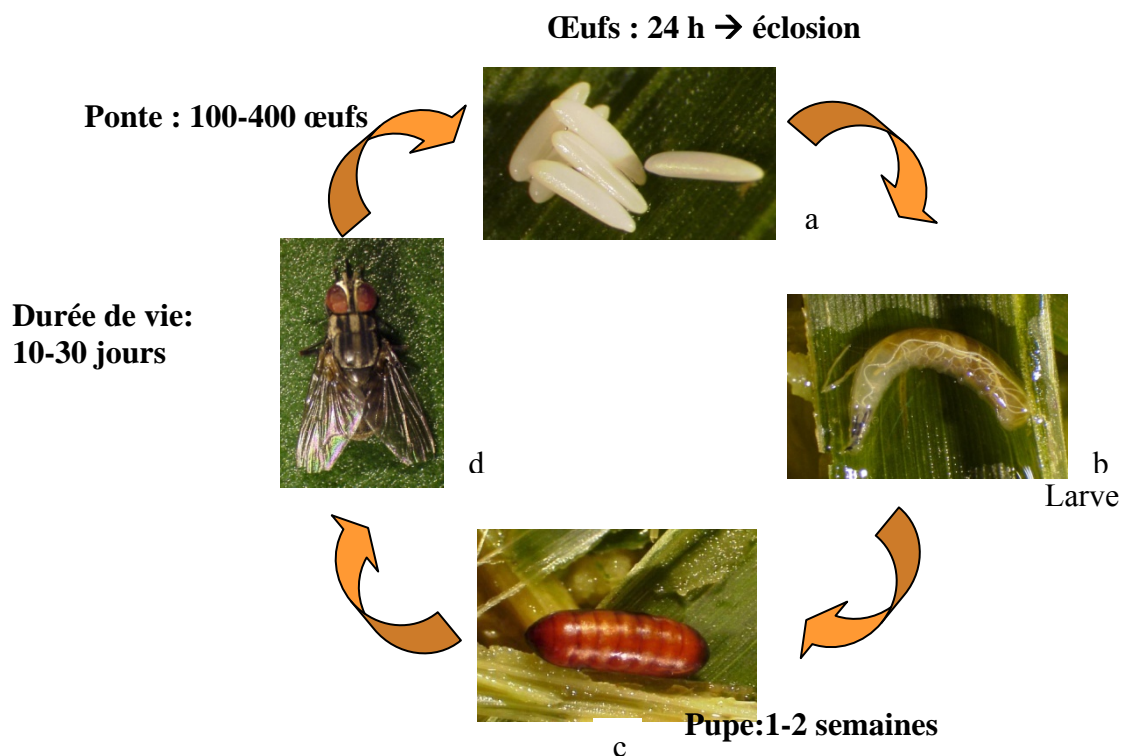 Œufs : 24 h → éclosion
Ponte : 100-400 œufs
a
Durée de vie:
10-30 jours
d
b
Larve
Pupe:1-2 semaines
c